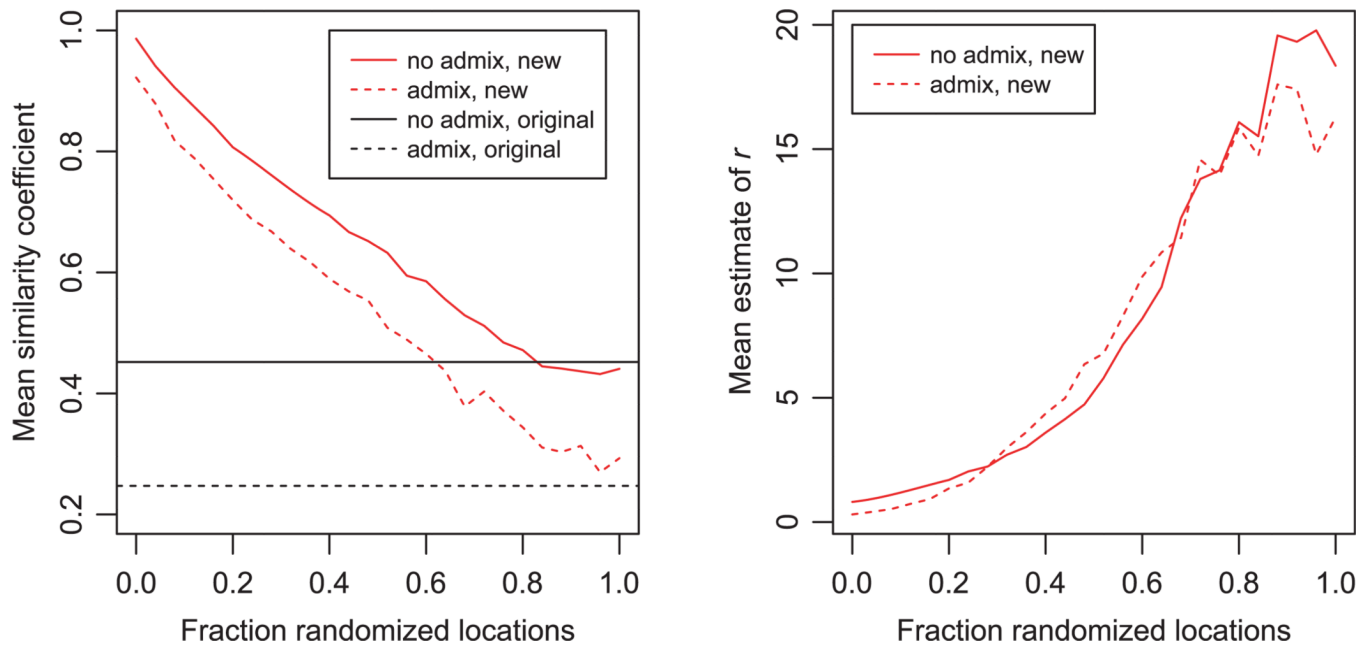 Mean similarity coefficient
1.0
0.8
0.6
0.4
0.2
no admix, new
admix, new
no admix, original
admix, original
0.0 0.2 0.4 0.6 0.8 1.0
Fraction randomized locations
Mean estimate of r
20
15
10
5
0
no admix, new
admix, new
0.0 0.2 0.4 0.6 0.8 1.0
Fraction randomized locations